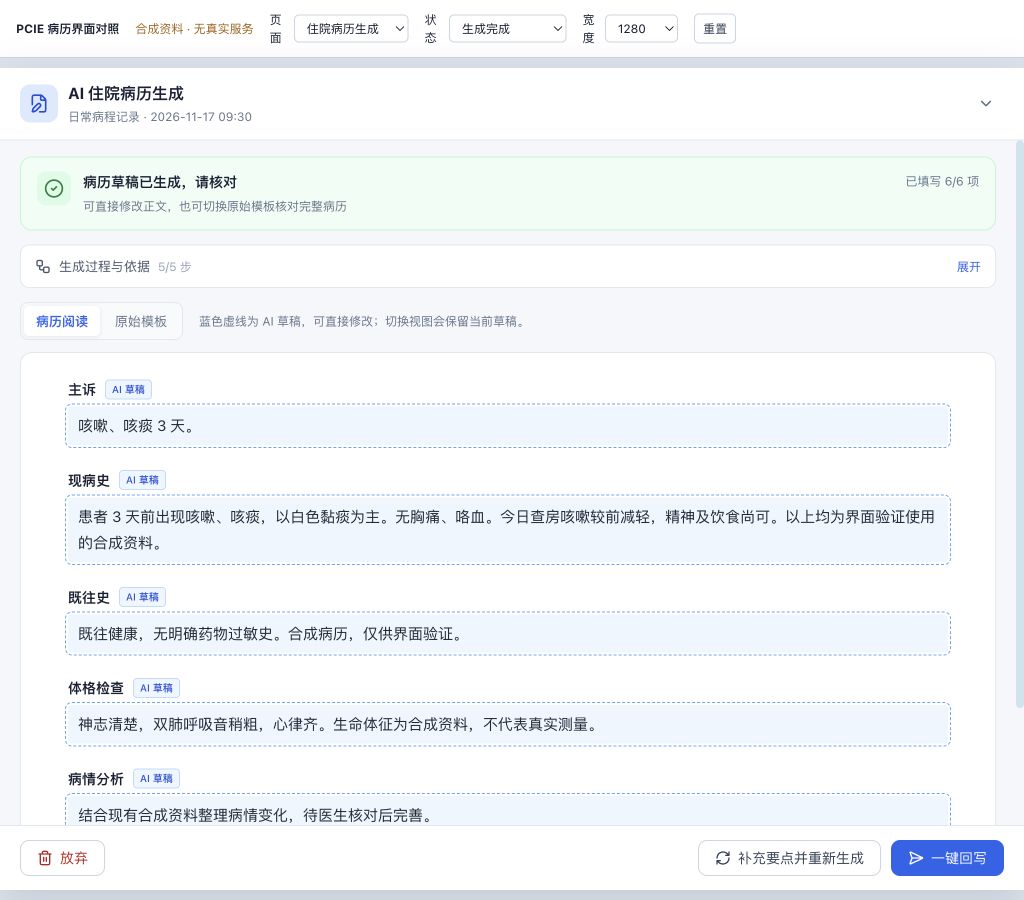 PCIE 病历界面对照 合成资料 · 无真实服务 页面 住院病历生成 状态 生成完成 宽度 1280 重置
AI 住院病历生成
日常病程记录 · 2026-11-17 09:30
病历草稿已生成，请核对 已填写 6/6 项
可直接修改正文，也可切换原始模板核对完整病历
生成过程与依据 5/5 步 展开
病历阅读 原始模板 蓝色虚线为 AI 草稿，可直接修改；切换视图会保留当前草稿。
主诉 AI 草稿
咳嗽、咳痰 3 天。
现病史 AI 草稿
患者 3 天前出现咳嗽、咳痰，以白色黏痰为主。无胸痛、咯血。今日查房咳嗽较前减轻，精神及饮食尚可。以上均为界面验证使用
的合成资料。
既往史 AI 草稿
既往健康，无明确药物过敏史。合成病历，仅供界面验证。
体格检查 AI 草稿
神志清楚，双肺呼吸音稍粗，心律齐。生命体征为合成资料，不代表真实测量。
病情分析 AI 草稿
结合现有合成资料整理病情变化，待医生核对后完善。
放弃 补充要点并重新生成 一键回写